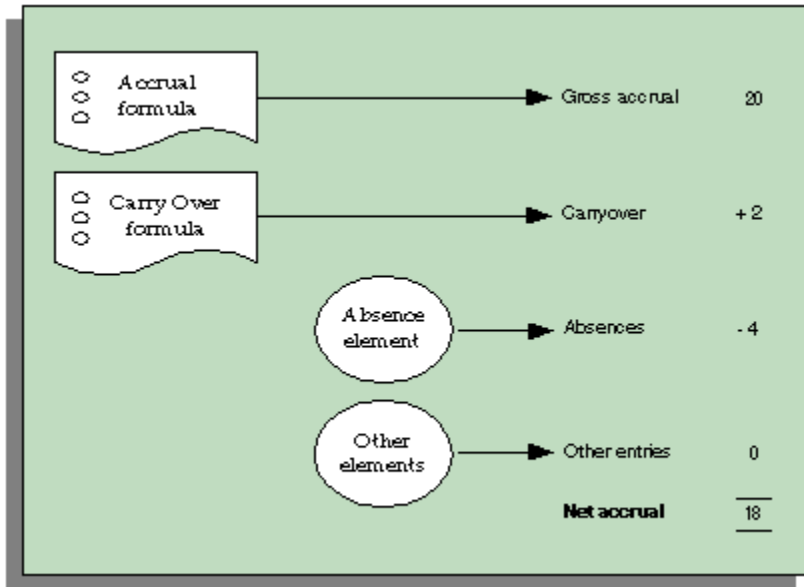 Accrual
formula
Gross accrual 20
Carry Over
formula
Carryover + 2
Absence
element
Absences - 4
Other
elements
Other entries 0
Net accrual 18